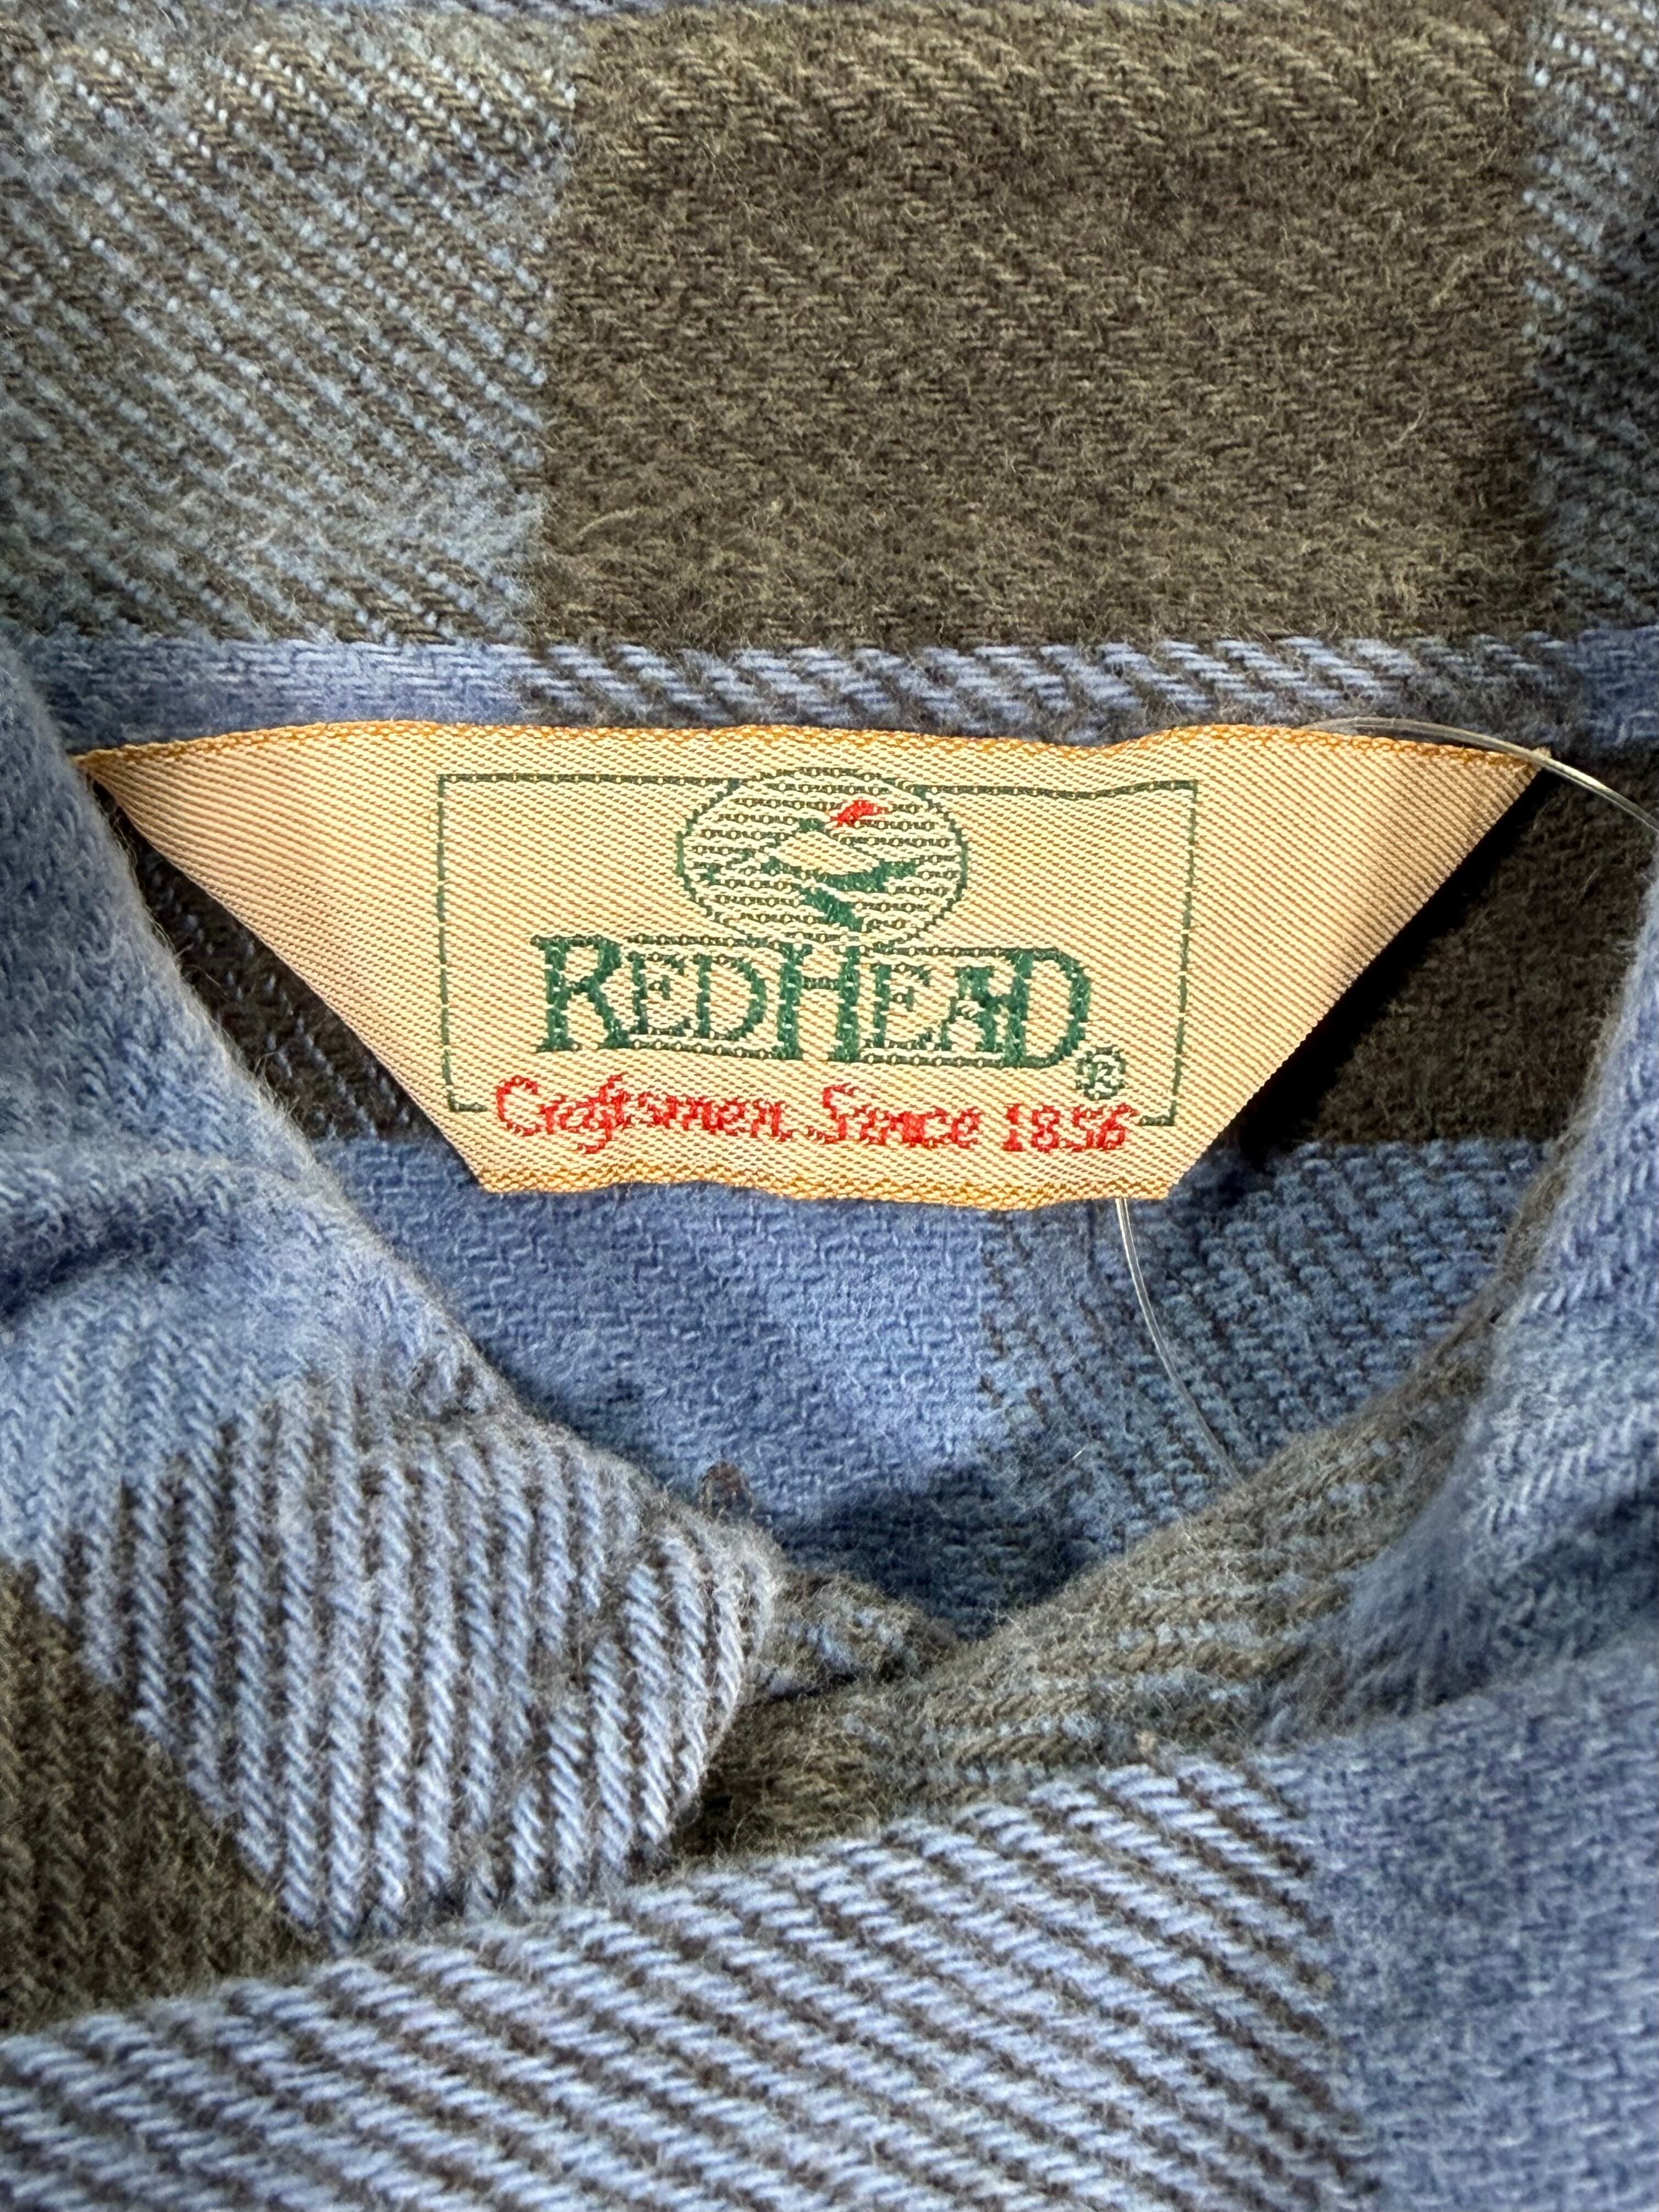 REDHEAD®
Craftsmen Since 1856